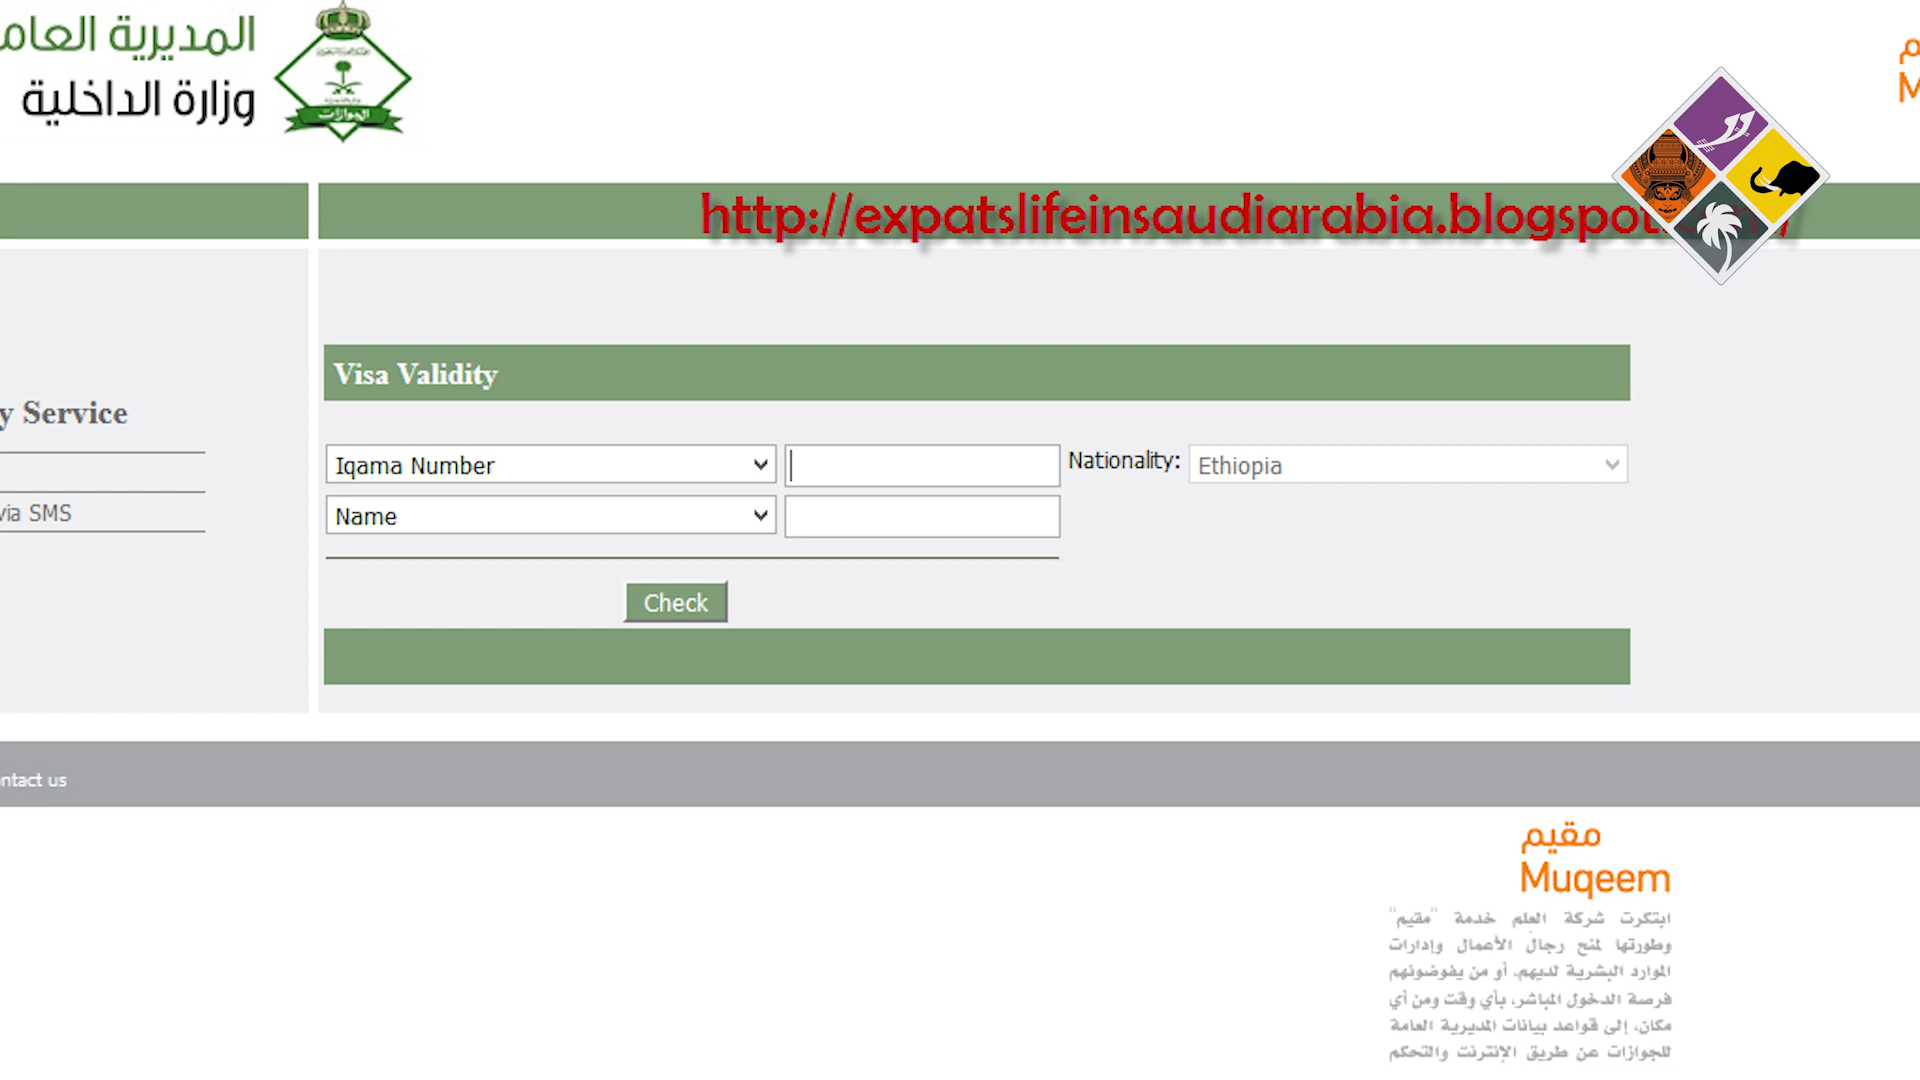 المديرية العام
وزارة الداخلية
الجوازات
م
M
http://expatslifeinsaudiarabia.blogspot.
Visa Validity
y Service
via SMS
Iqama Number
Nationality: Ethiopia
Name
Check
ntact us
مقيم
Muqeem
ابتكرت شركة العلم خدمة "مقيم"
وطورتها لمنح رجال الأعمال وإدارات
الموارد البشرية لديهم، أو من يفوضونهم
فرصة الدخول المباشر، بأي وقت ومن أي
مكان، إلى قواعد بيانات المديرية العامة
للجوازات عن طريق الإنترنت والتحكم